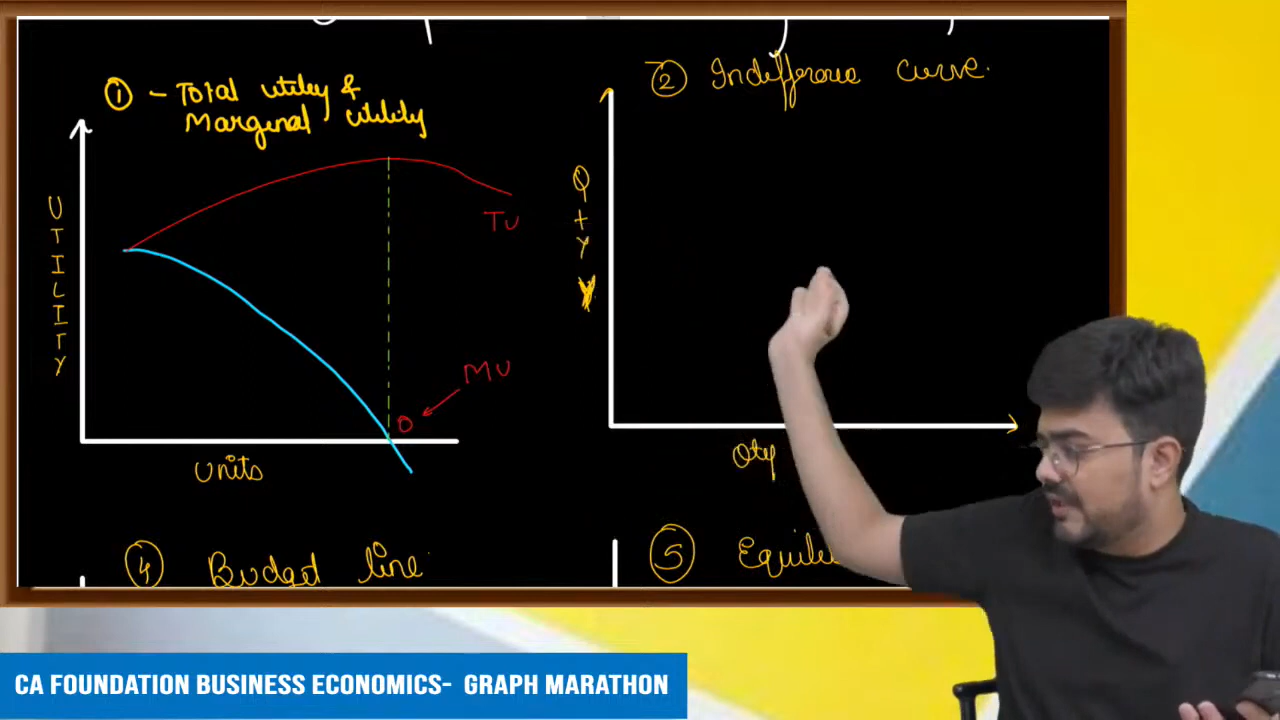 ① - Total utility &
Marginal utility
UTILITY
TU
MU
0
Units
② Indifference curve.
QTY Y
Qty
④ Budget line
⑤
CA FOUNDATION BUSINESS ECONOMICS- GRAPH MARATHON